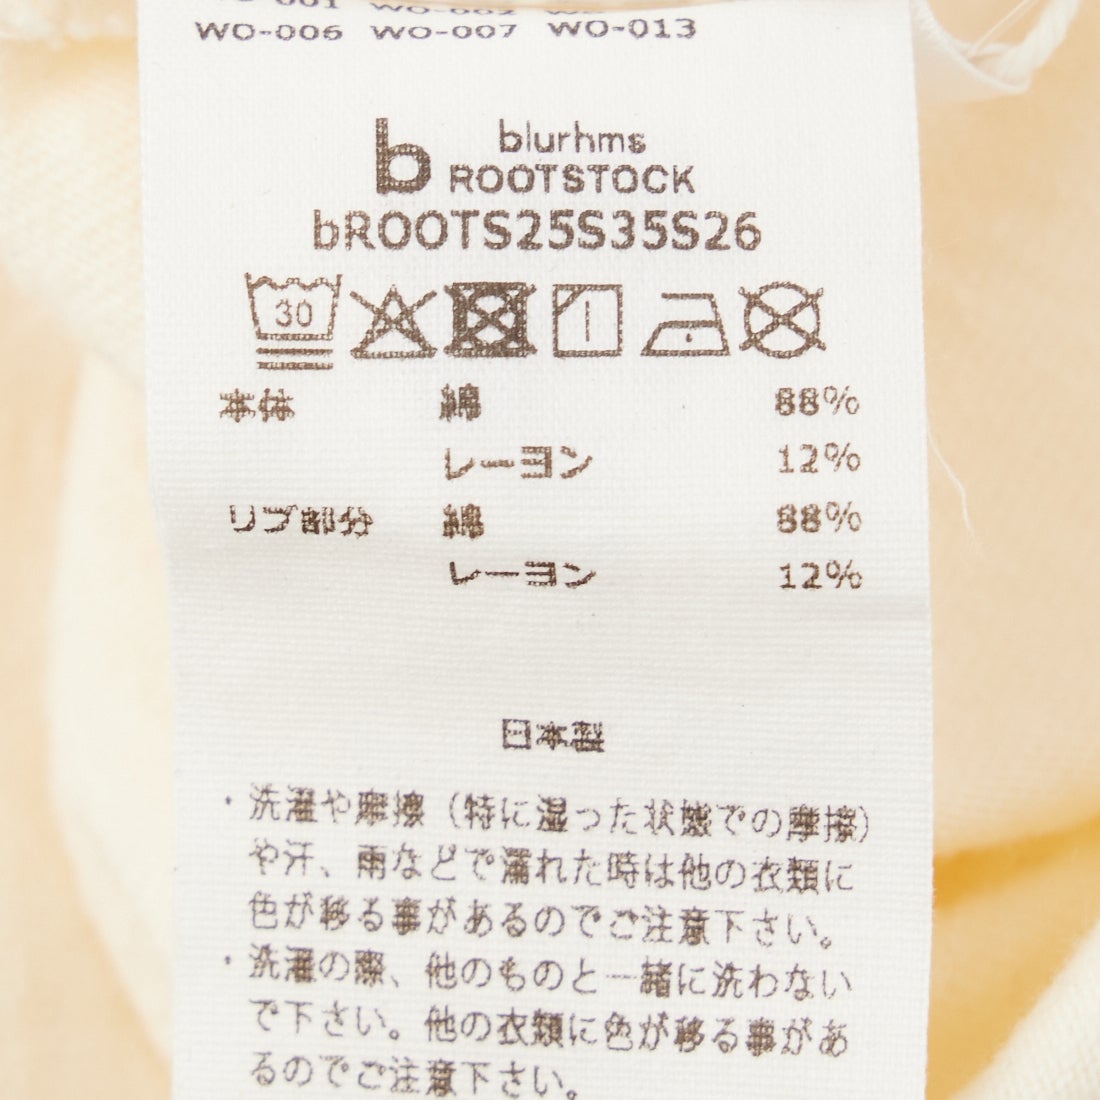 WO-006 WO-007 WO-013
b blurhms
ROOTSTOCK
bROOTS25S35S26
30
本体 綿 88%
レーヨン 12%
リブ部分 綿 88%
レーヨン 12%
日本製
・洗濯や摩擦（特に湿った状態での摩擦）
や汗、雨などで濡れた時は他の衣類に
色が移る事があるのでご注意下さい。
・洗濯の際、他のものと一緒に洗わない
で下さい。他の衣類に色が移る事があ
るのでご注意下さい。